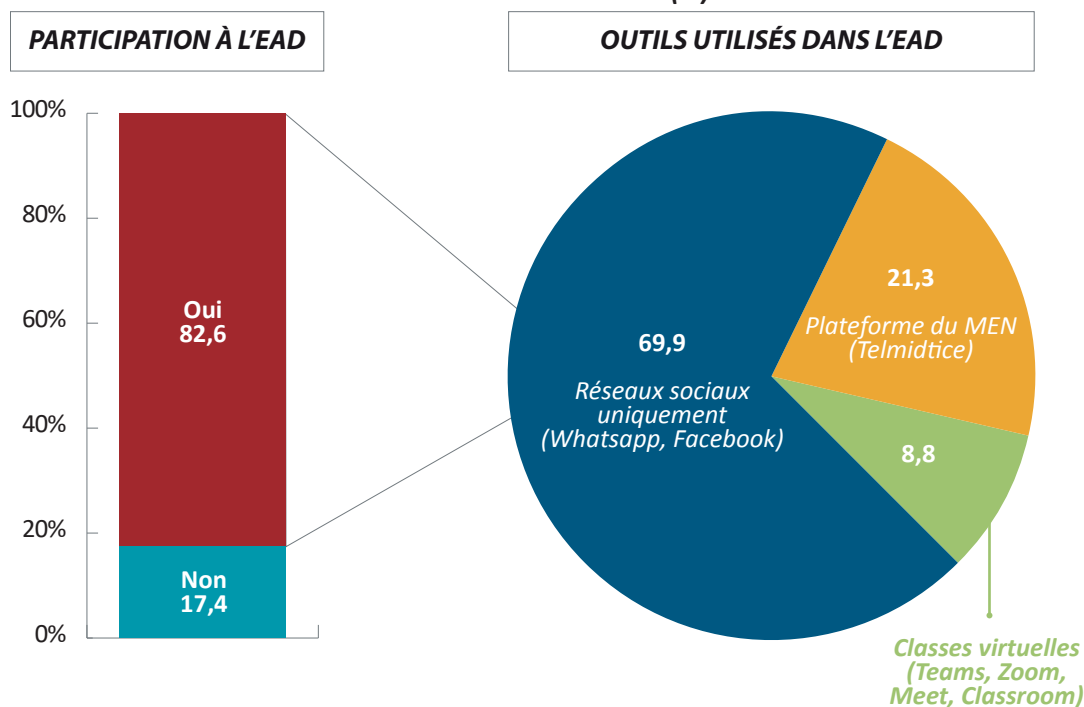 PARTICIPATION À L'EAD
OUTILS UTILISÉS DANS L'EAD
100%
80%
60%
40%
20%
0%
Oui
82,6
Non
17,4
69,9
Réseaux sociaux
uniquement
(Whatsapp, Facebook)
21,3
Plateforme du MEN
(Telmidtice)
8,8
Classes virtuelles
(Teams, Zoom,
Meet, Classroom)